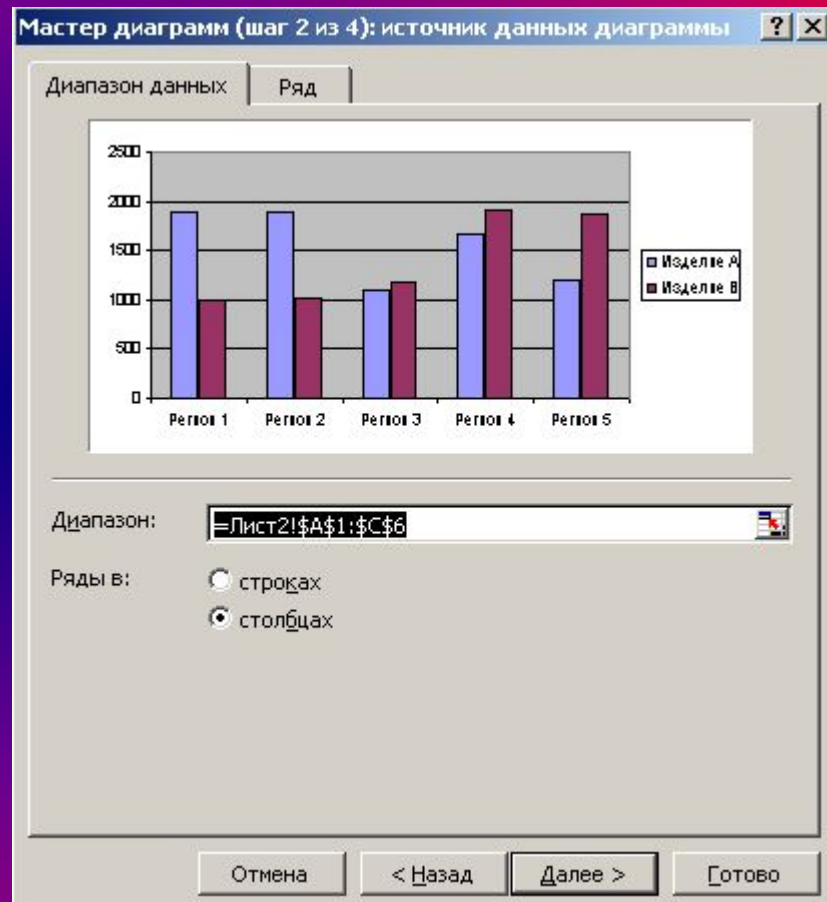 Мастер диаграмм (шаг 2 из 4): источник данных диаграммы
Диапазон данных Ряд
2500
2000
1500
1000
500
0
Изделие A
Изделие B
Регион 1 Регион 2 Регион 3 Регион 4 Регион 5
Диапазон: =Лист2!$A$1:$C$6
Ряды в: строках
столбцах
Отмена < Назад Далее > Готово